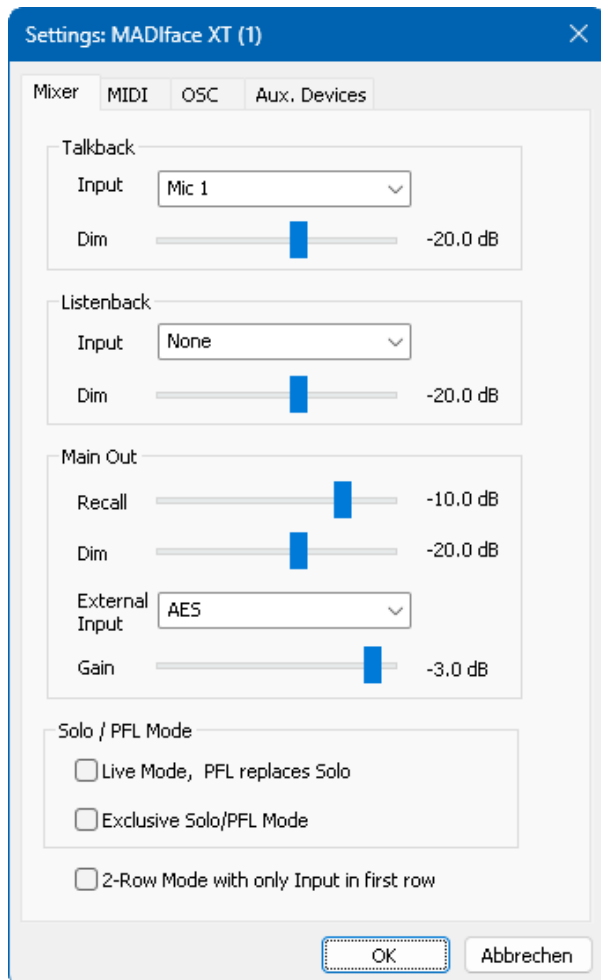 Settings: MADIface XT (1)
Mixer MIDI OSC Aux. Devices
Talkback
Input Mic 1
Dim -20.0 dB
Listenback
Input None
Dim -20.0 dB
Main Out
Recall -10.0 dB
Dim -20.0 dB
External
Input
AES
Gain -3.0 dB
Solo / PFL Mode
Live Mode, PFL replaces Solo
Exclusive Solo/PFL Mode
2-Row Mode with only Input in first row
OK Abbrechen